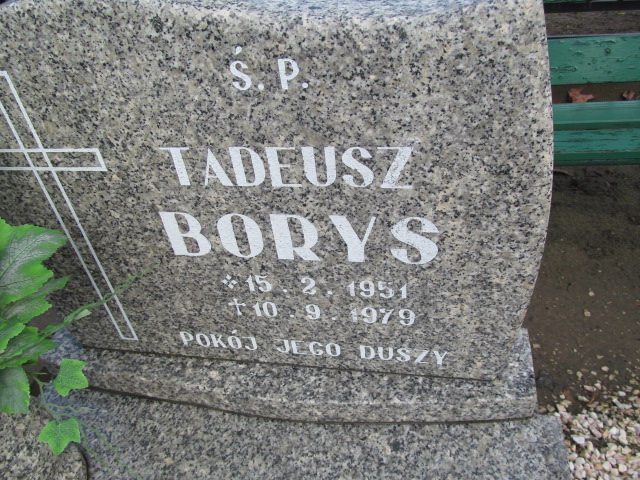 Ś. P.
TADEUSZ
BORYS
* 15. 2. 1951
† 10. 9. 1979
POKÓJ JEGO DUSZY